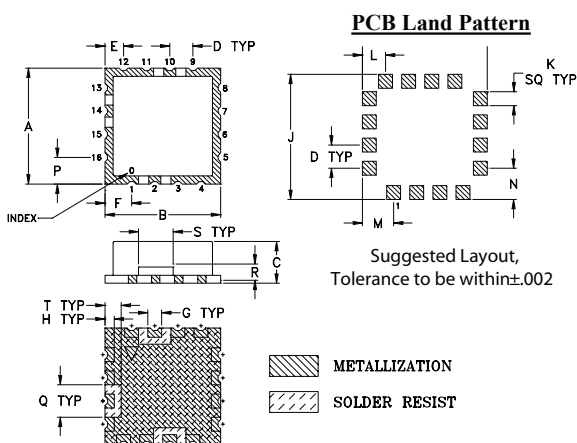 PCB Land Pattern
E
D TYP
12 11 10 9
13
14
15
16
8
7
6
5
A
P
0
1 2 3 4
F
B
INDEX
L
K
SQ TYP
J
D TYP
N
M
1
S TYP
R
C
Suggested Layout,
Tolerance to be within±.002
T TYP
H TYP
G TYP
Q TYP
METALLIZATION
SOLDER RESIST